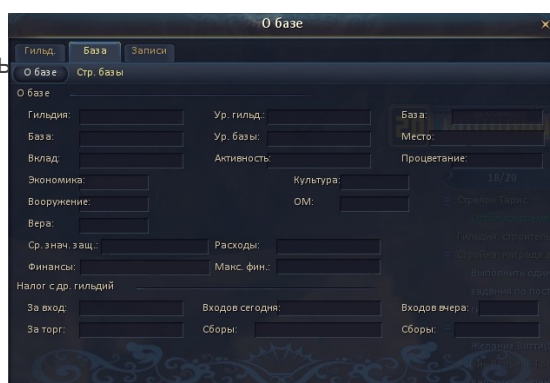 О базе
Гильд. База Записи
О базе Стр. базы
О базе
Гильдия: Ур. гильд.: База:
База: Ур. базы: Место:
Вклад: Активность: Процветание:
Экономика: Культура:
Вооружение: ОМ:
Вера:
Ср. знач. защ.: Расходы:
Финансы: Макс. фин.:
Налог с др. гильдий
За вход: Входов сегодня: Входов вчера:
За торг: Сборы: Сборы:
ь
18/20